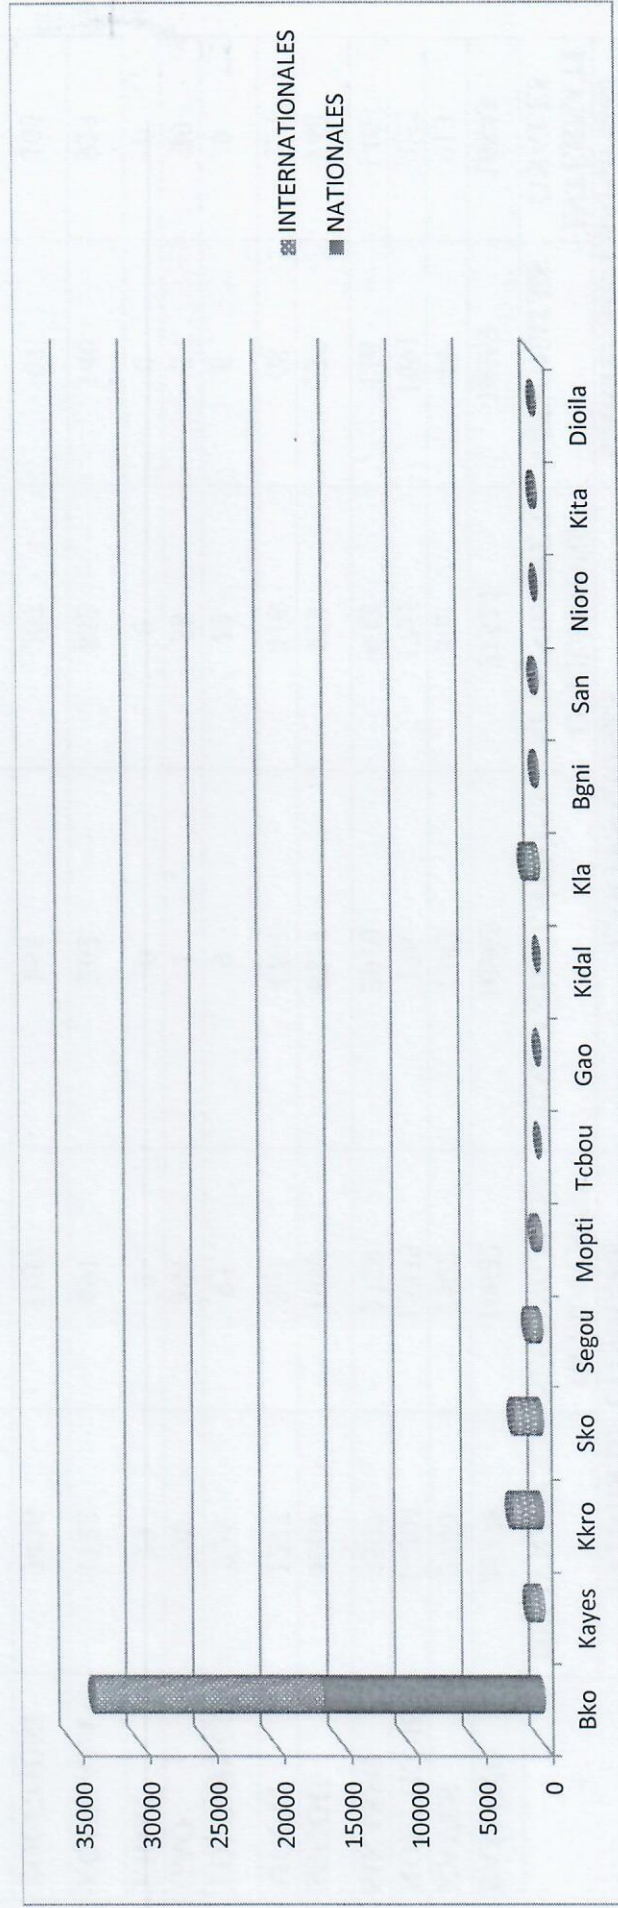 INTERNATIONALES
NATIONALES
35000
30000
25000
20000
15000
10000
5000
0
Bko
Kayes
Kkro
Sko
Segou
Mopti
Tcbou
Gao
Kidal
Kla
Bgni
San
Nioro
Kita
Dioila